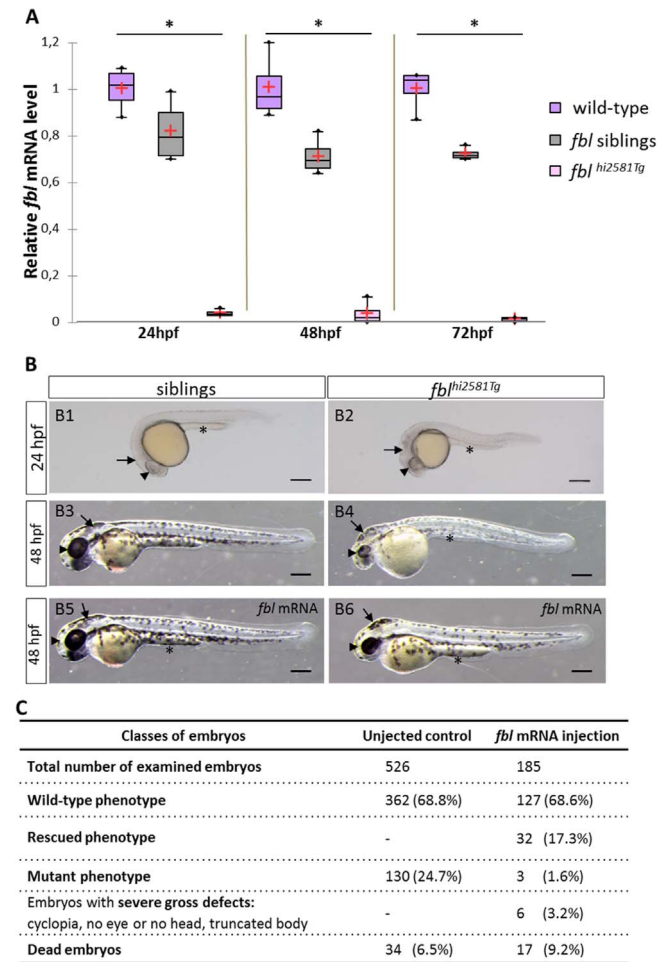 A
Relative fbl mRNA level
1,2
1
0,8
0,6
0,4
0,2
0
*
*
*
24hpf
48hpf
72hpf
wild-type
fbl siblings
fbl hi2581Tg
B
siblings
fbl hi2581Tg
24 hpf
B1
*
B2
*
48 hpf
B3
B4
*
48 hpf
B5
fbl mRNA
*
B6
fbl mRNA
*
C
Classes of embryos Unjected control fbl mRNA injection
Total number of examined embryos 526 185
Wild-type phenotype 362 (68.8%) 127 (68.6%)
Rescued phenotype - 32 (17.3%)
Mutant phenotype 130 (24.7%) 3 (1.6%)
Embryos with severe gross defects:
cyclopia, no eye or no head, truncated body - 6 (3.2%)
Dead embryos 34 (6.5%) 17 (9.2%)